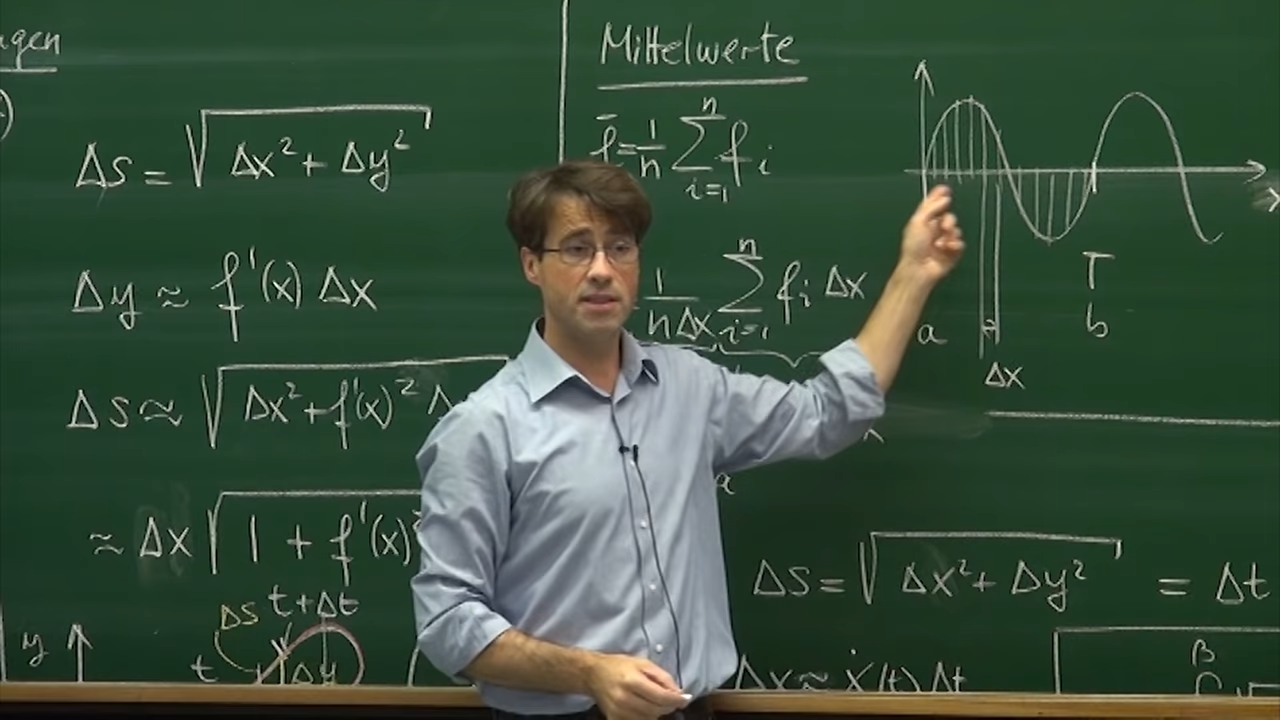 agen
Δs = √(Δx² + Δy²)
Δy ≈ f'(x) Δx
Δs ≈ √(Δx² + f'(x)²
≈ Δx √(1 + f'(x)
Δs t+Δt
y t Δy
Mittelwerte
f̄ = 1/n ∑_{i=1}^{n} f_i
1/(nΔx) ∑_{i=1}^{n} f_i Δx
a
T
a b
Δx
Δs = √(Δx² + Δy²) = Δt
Δx ≈ ẋ(t) Δt
β